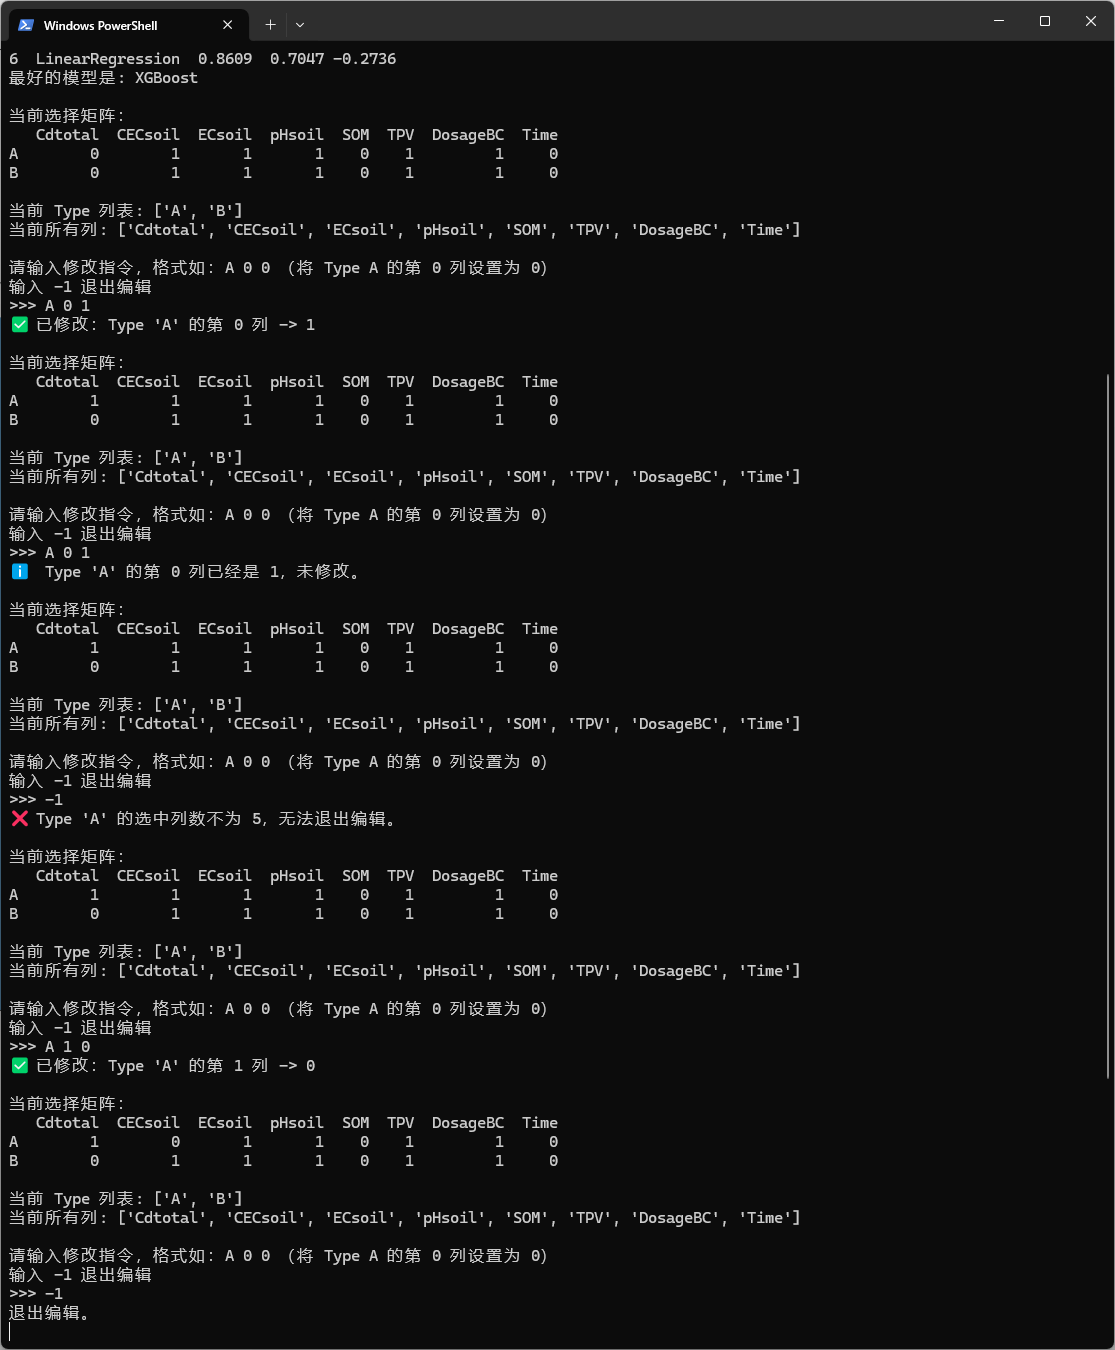 Windows PowerShell
6  LinearRegression  0.8609  0.7047 -0.2736
最好的模型是: XGBoost
当前选择矩阵:
   Cdtotal  CECsoil  ECsoil  pHsoil  SOM  TPV  DosageBC  Time
A        0        1       1       1    0    1         1     0
B        0        1       1       1    0    1         1     0
当前 Type 列表: ['A', 'B']
当前所有列: ['Cdtotal', 'CECsoil', 'ECsoil', 'pHsoil', 'SOM', 'TPV', 'DosageBC', 'Time']
请输入修改指令，格式如: A 0 0 （将 Type A 的第 0 列设置为 0）
输入 -1 退出编辑
>>> A 0 1
✅ 已修改: Type 'A' 的第 0 列 -> 1
当前选择矩阵:
   Cdtotal  CECsoil  ECsoil  pHsoil  SOM  TPV  DosageBC  Time
A        1        1       1       1    0    1         1     0
B        0        1       1       1    0    1         1     0
当前 Type 列表: ['A', 'B']
当前所有列: ['Cdtotal', 'CECsoil', 'ECsoil', 'pHsoil', 'SOM', 'TPV', 'DosageBC', 'Time']
请输入修改指令，格式如: A 0 0 （将 Type A 的第 0 列设置为 0）
输入 -1 退出编辑
>>> A 0 1
ℹ️ Type 'A' 的第 0 列已经是 1，未修改。
当前选择矩阵:
   Cdtotal  CECsoil  ECsoil  pHsoil  SOM  TPV  DosageBC  Time
A        1        1       1       1    0    1         1     0
B        0        1       1       1    0    1         1     0
当前 Type 列表: ['A', 'B']
当前所有列: ['Cdtotal', 'CECsoil', 'ECsoil', 'pHsoil', 'SOM', 'TPV', 'DosageBC', 'Time']
请输入修改指令，格式如: A 0 0 （将 Type A 的第 0 列设置为 0）
输入 -1 退出编辑
>>> -1
❌ Type 'A' 的选中列数不为 5，无法退出编辑。
当前选择矩阵:
   Cdtotal  CECsoil  ECsoil  pHsoil  SOM  TPV  DosageBC  Time
A        1        1       1       1    0    1         1     0
B        0        1       1       1    0    1         1     0
当前 Type 列表: ['A', 'B']
当前所有列: ['Cdtotal', 'CECsoil', 'ECsoil', 'pHsoil', 'SOM', 'TPV', 'DosageBC', 'Time']
请输入修改指令，格式如: A 0 0 （将 Type A 的第 0 列设置为 0）
输入 -1 退出编辑
>>> A 1 0
✅ 已修改: Type 'A' 的第 1 列 -> 0
当前选择矩阵:
   Cdtotal  CECsoil  ECsoil  pHsoil  SOM  TPV  DosageBC  Time
A        1        0       1       1    0    1         1     0
B        0        1       1       1    0    1         1     0
当前 Type 列表: ['A', 'B']
当前所有列: ['Cdtotal', 'CECsoil', 'ECsoil', 'pHsoil', 'SOM', 'TPV', 'DosageBC', 'Time']
请输入修改指令，格式如: A 0 0 （将 Type A 的第 0 列设置为 0）
输入 -1 退出编辑
>>> -1
退出编辑。